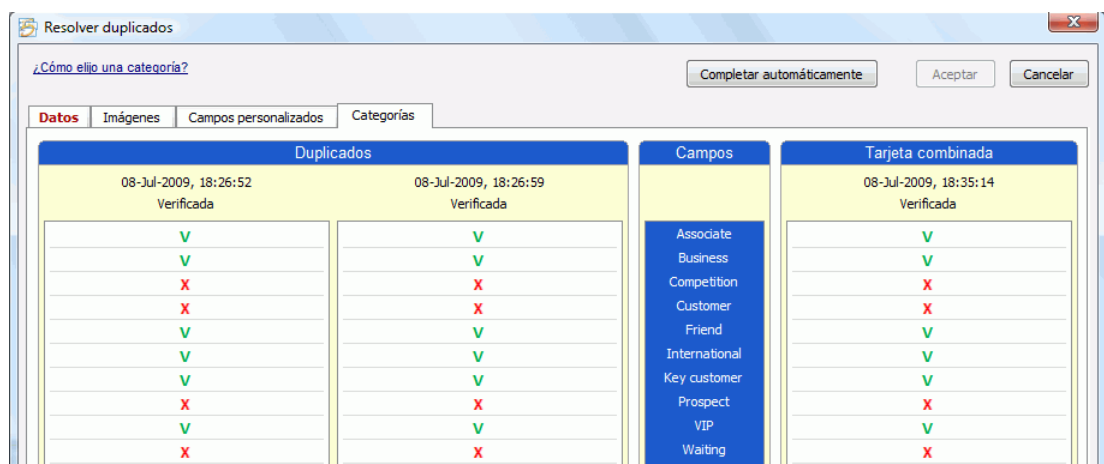 Resolver duplicados
X
¿Cómo elijo una categoría?
Completar automáticamente Aceptar Cancelar
Datos Imágenes Campos personalizados Categorías
Duplicados Campos Tarjeta combinada
08-Jul-2009, 18:26:52 08-Jul-2009, 18:26:59 08-Jul-2009, 18:35:14
Verificada Verificada Verificada
V V Associate V
V V Business V
X X Competition X
X X Customer X
V V Friend V
V V International V
V V Key customer V
X X Prospect X
V V VIP V
X X Waiting X